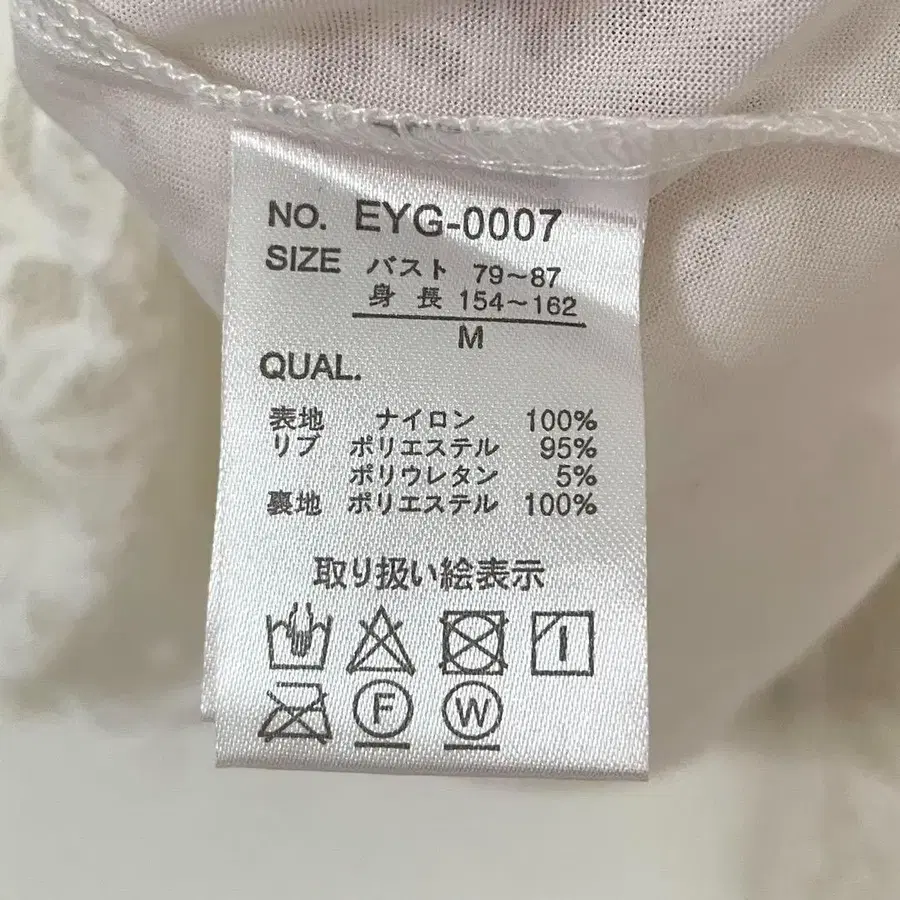 NO. EYG-0007
SIZE バスト 79～87
身長 154～162
M
QUAL.
表地 ナイロン 100%
リブ ポリエステル 95%
ポリウレタン 5%
裏地 ポリエステル 100%
取り扱い絵表示
F W